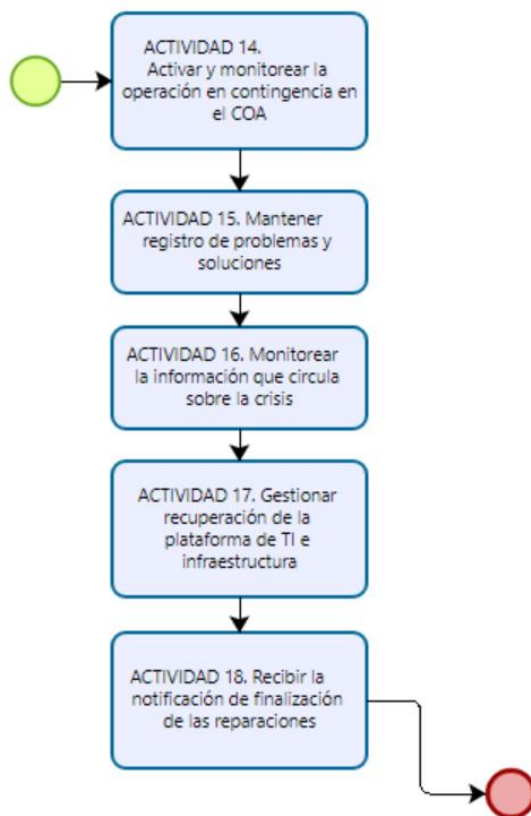 ACTIVIDAD 14.
Activar y monitorear la
operación en contingencia en
el COA
ACTIVIDAD 15. Mantener
registro de problemas y
soluciones
ACTIVIDAD 16. Monitorear
la información que circula
sobre la crisis
ACTIVIDAD 17. Gestionar
recuperación de la
plataforma de TI e
infraestructura
ACTIVIDAD 18. Recibir la
notificación de finalización
de las reparaciones